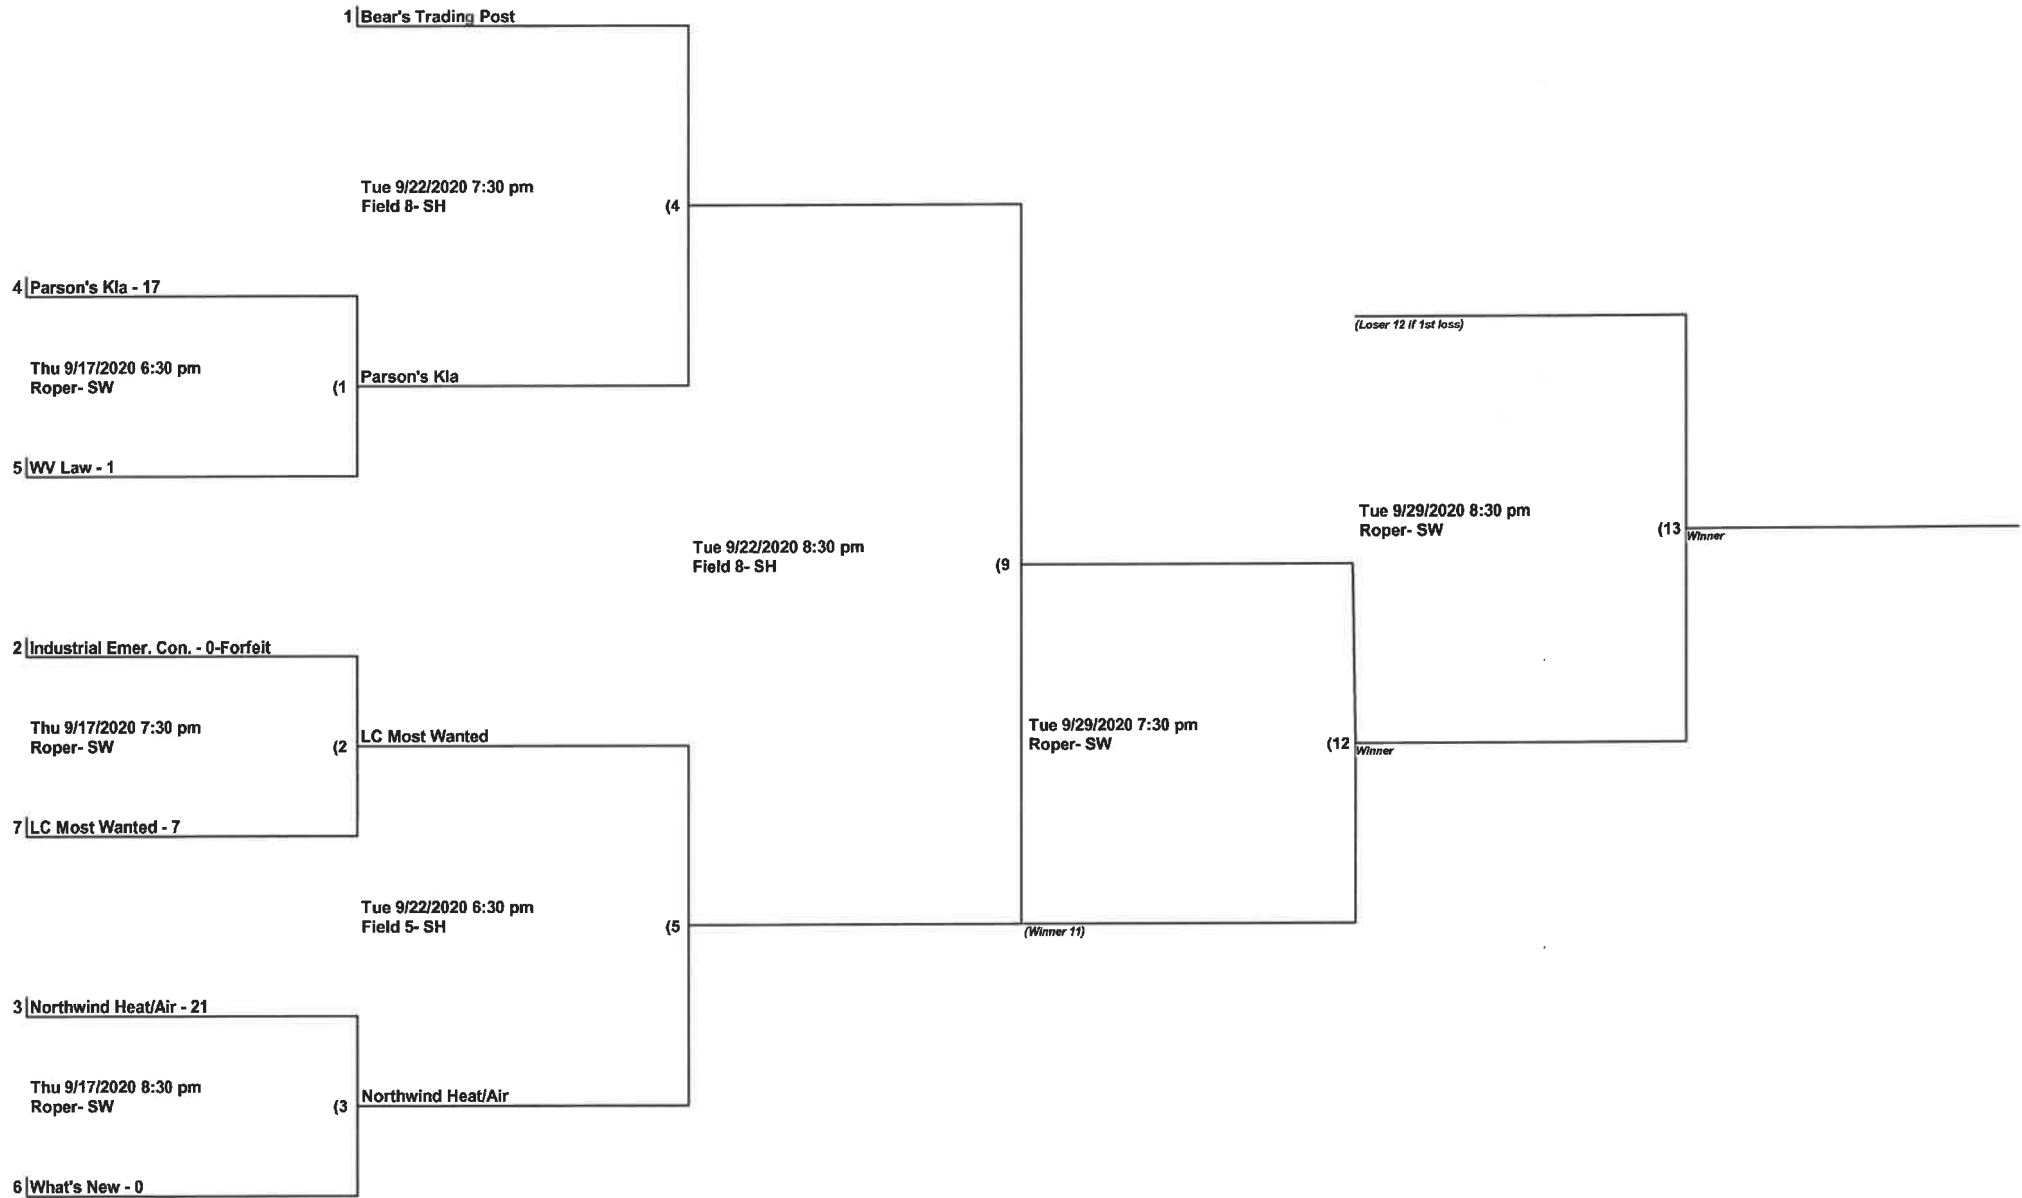 1 Bear's Trading Post
Tue 9/22/2020 7:30 pm
Field 8- SH
(4
4 Parson's Kla - 17
(Loser 12 if 1st loss)
Thu 9/17/2020 6:30 pm
Roper- SW
(1
Parson's Kla
5 WV Law - 1
Tue 9/29/2020 8:30 pm
Roper- SW
(13
Winner
Tue 9/22/2020 8:30 pm
Field 8- SH
(9
2 Industrial Emer. Con. - 0-Forfeit
Thu 9/17/2020 7:30 pm
Roper- SW
(2
LC Most Wanted
Tue 9/29/2020 7:30 pm
Roper- SW
(12
Winner
7 LC Most Wanted - 7
Tue 9/22/2020 6:30 pm
Field 5- SH
(5
(Winner 11)
3 Northwind Heat/Air - 21
Thu 9/17/2020 8:30 pm
Roper- SW
(3
Northwind Heat/Air
6 What's New - 0